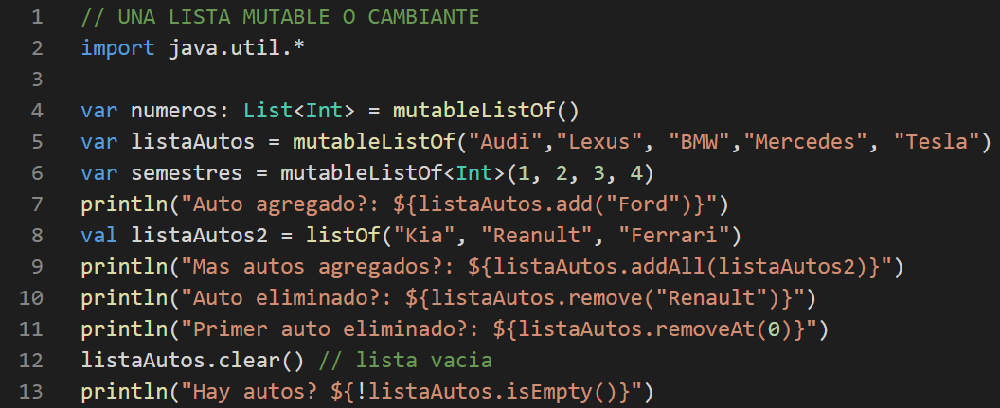 1 // UNA LISTA MUTABLE O CAMBIANTE
2 import java.util.*
3
4 var numeros: List<Int> = mutableListOf()
5 var listaAutos = mutableListOf("Audi","Lexus", "BMW","Mercedes", "Tesla")
6 var semestres = mutableListOf<Int>(1, 2, 3, 4)
7 println("Auto agregado?: ${listaAutos.add("Ford")}")
8 val listaAutos2 = listOf("Kia", "Reanult", "Ferrari")
9 println("Mas autos agregados?: ${listaAutos.addAll(listaAutos2)}")
10 println("Auto eliminado?: ${listaAutos.remove("Renault")}")
11 println("Primer auto eliminado?: ${listaAutos.removeAt(0)}")
12 listaAutos.clear() // lista vacia
13 println("Hay autos? ${!listaAutos.isEmpty()}")